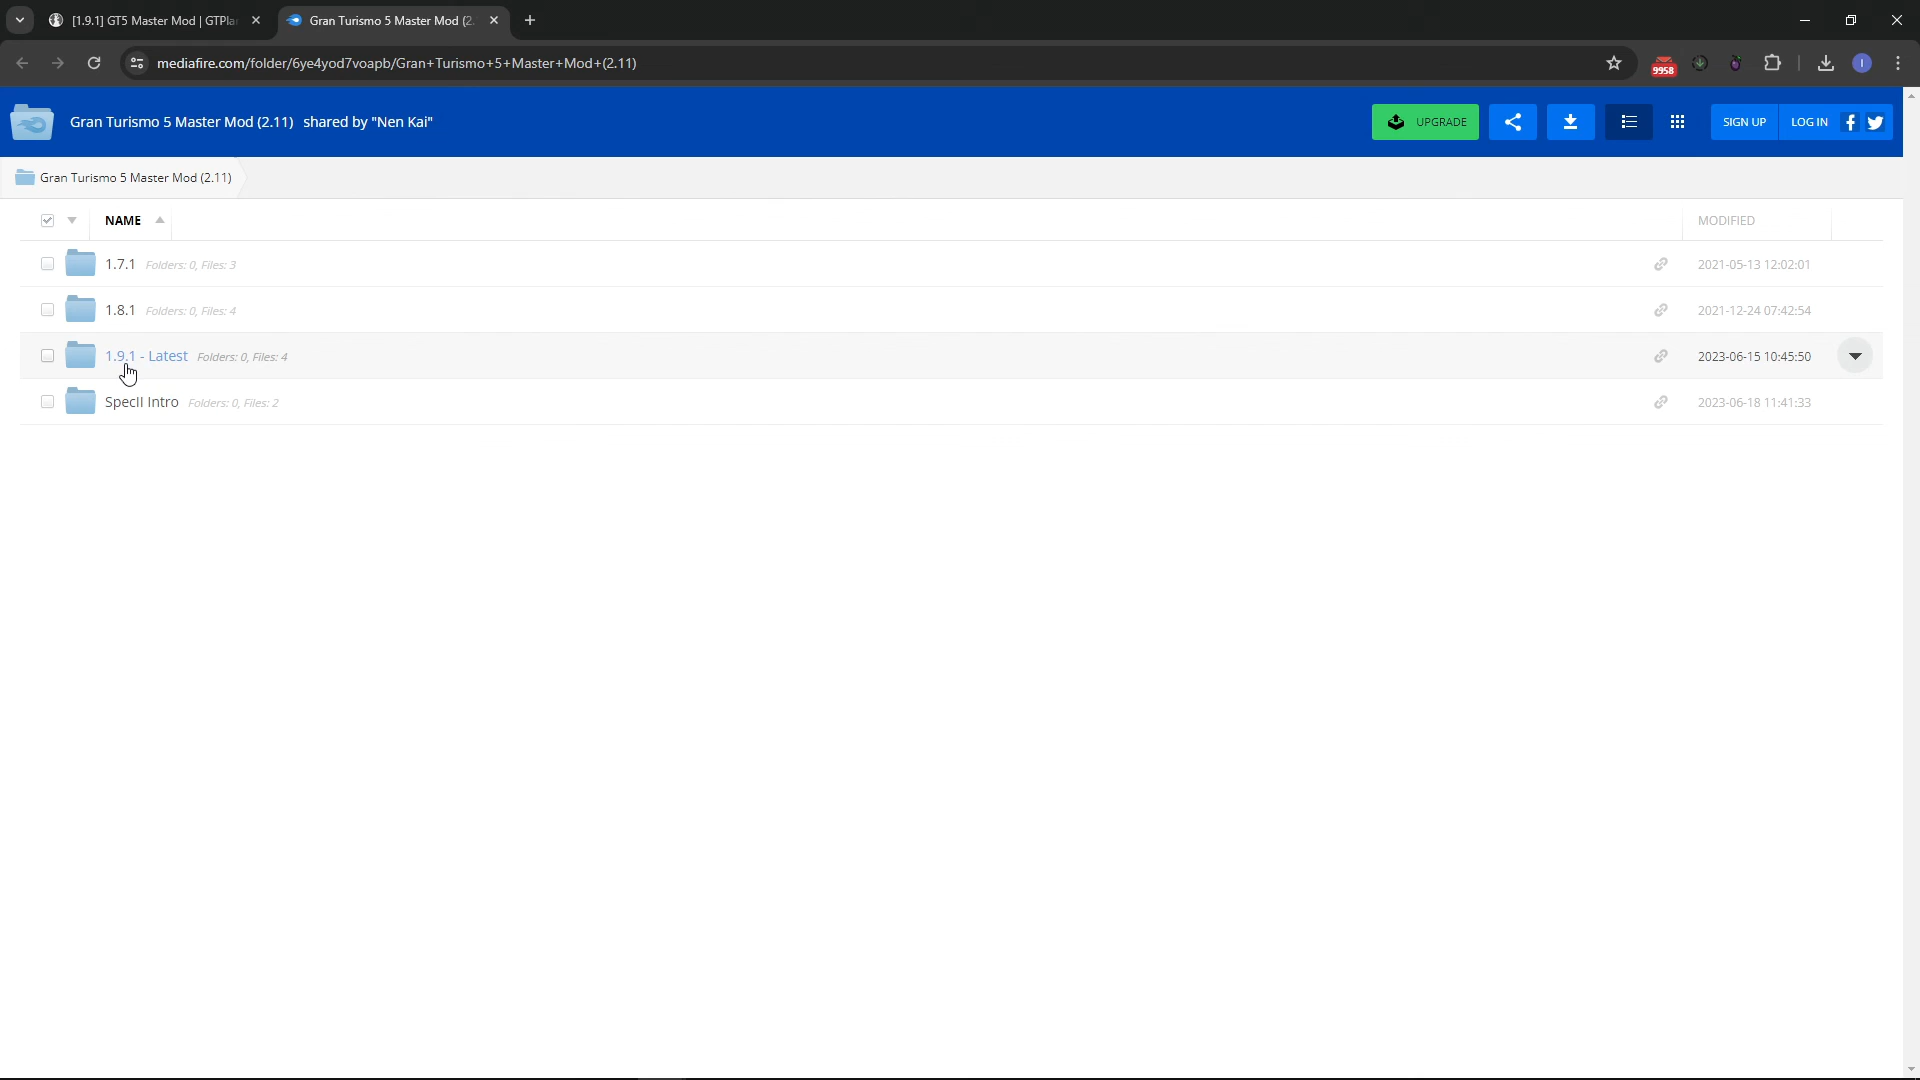 [1.9.1] GT5 Master Mod | GTPla
Gran Turismo 5 Master Mod (2.
mediafire.com/folder/6ye4yod7voapb/Gran+Turismo+5+Master+Mod+(2.11)
9958
I
Gran Turismo 5 Master Mod (2.11) shared by "Nen Kai"
UPGRADE
SIGN UP
LOG IN
Gran Turismo 5 Master Mod (2.11)
NAME
MODIFIED
1.7.1 Folders: 0, Files: 3 2021-05-13 12:02:01
1.8.1 Folders: 0, Files: 4 2021-12-24 07:42:54
1.9.1 - Latest Folders: 0, Files: 4 2023-06-15 10:45:50
SpecII Intro Folders: 0, Files: 2 2023-06-18 11:41:33